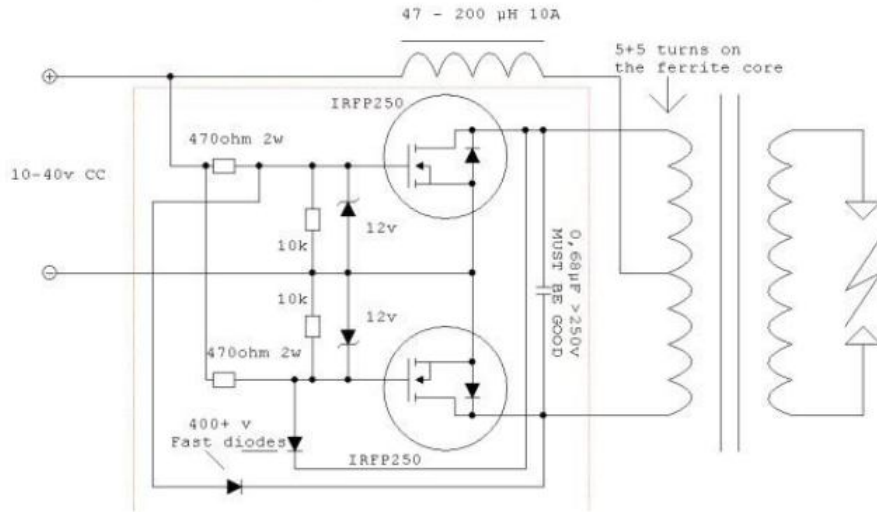 47 - 200 µH 10A
5+5 turns on
the ferrite core
IRFP250
470ohm 2w
10-40v CC
12v
10k
10k
12v
0,68µF >250v
MUST BE GOOD
470ohm 2w
400+ v
Fast diodes
IRFP250